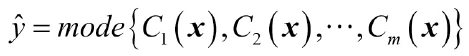 ŷ = mode{C₁(x), C₂(x), ⋯, Cₘ(x)}